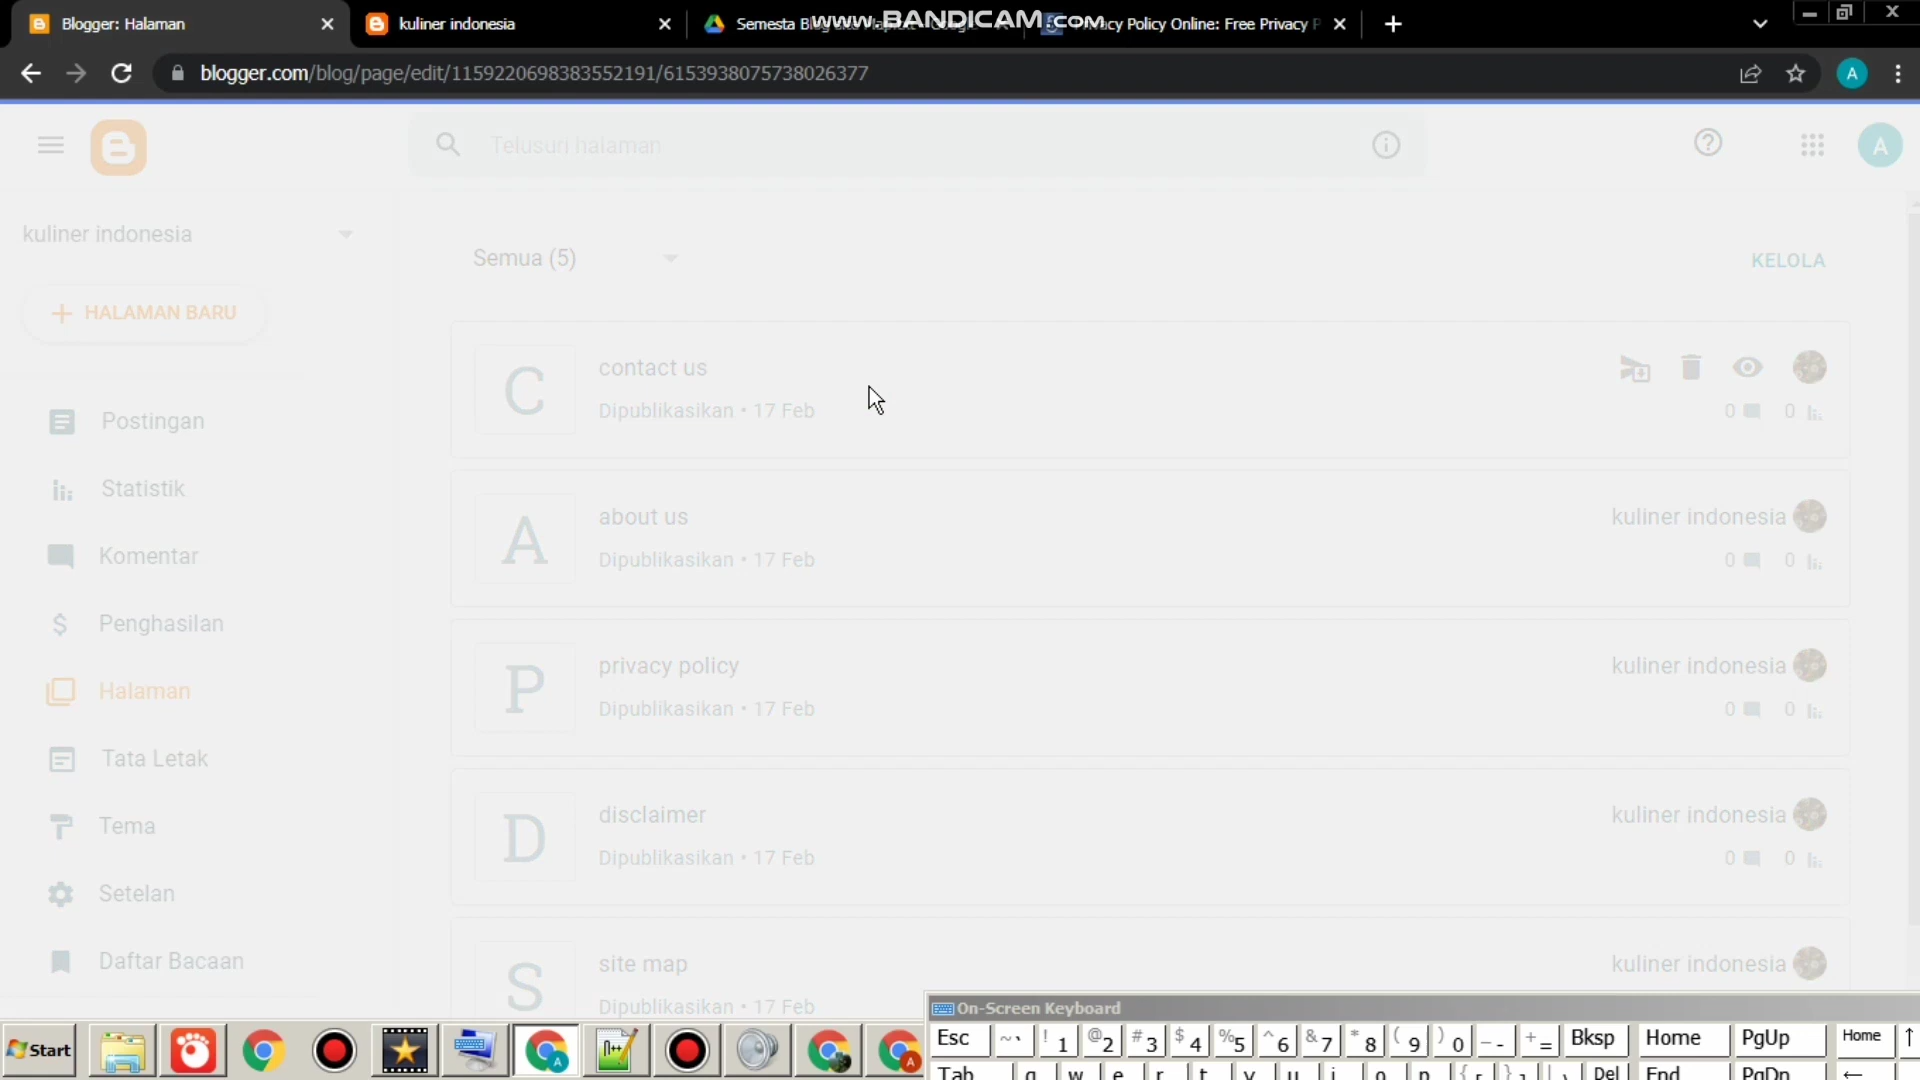 Blogger: Halaman
kuliner indonesia
Semesta Blog
www.BANDICAM.com
Privacy Policy Online: Free Privacy P
blogger.com/blog/page/edit/1159220698383552191/6153938075738026377
A
Telusuri halaman
A
kuliner indonesia
Semua (5)
KELOLA
+ HALAMAN BARU
Postingan
Statistik
Komentar
Penghasilan
Halaman
Tata Letak
Tema
Setelan
Daftar Bacaan
C
contact us
Dipublikasikan • 17 Feb
0 0
A
about us
kuliner indonesia
Dipublikasikan • 17 Feb
0 0
P
privacy policy
kuliner indonesia
Dipublikasikan • 17 Feb
0 0
D
disclaimer
kuliner indonesia
Dipublikasikan • 17 Feb
0 0
S
site map
kuliner indonesia
Dipublikasikan • 17 Feb
On-Screen Keyboard
Esc ~ ` ! 1 @ 2 # 3 $ 4 % 5 ^ 6 & 7 * 8 ( 9 ) 0 _ - + = Bksp Home PgUp Home ↑
Tab q w e r t y u i o p { [ } ] | \ Del End PgDn ←
Start